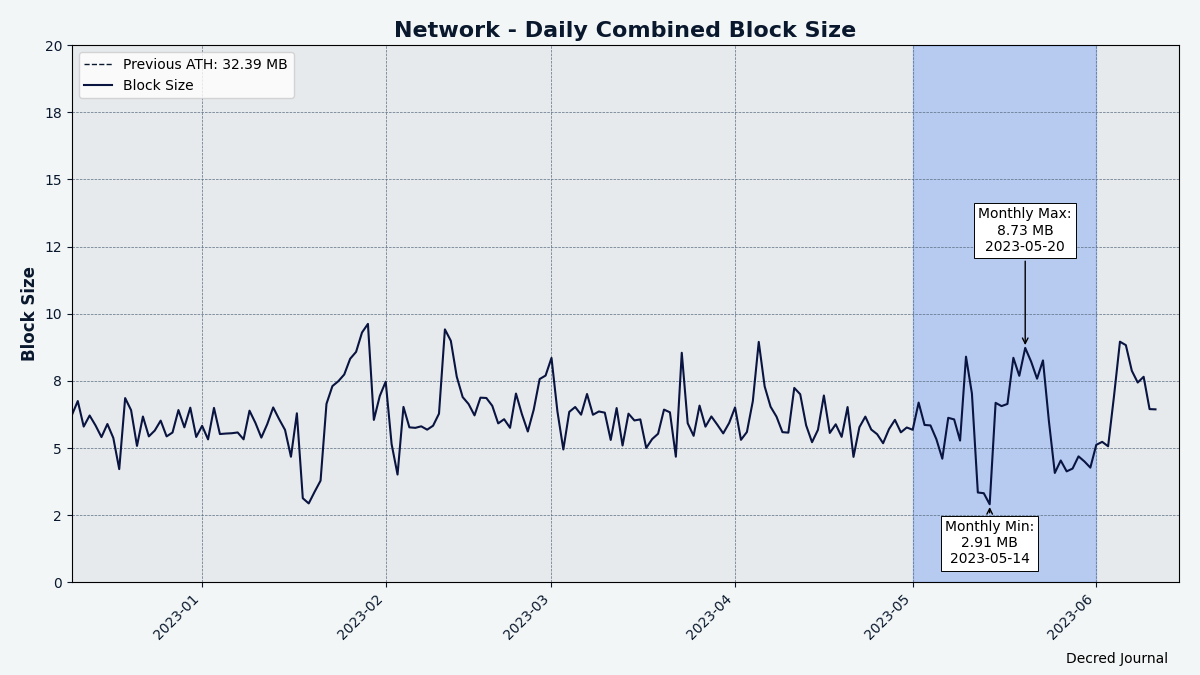 Network - Daily Combined Block Size
Previous ATH: 32.39 MB
Block Size
Block Size
20
18
15
12
10
8
5
2
0
Monthly Max:
8.73 MB
2023-05-20
Monthly Min:
2.91 MB
2023-05-14
2023-01
2023-02
2023-03
2023-04
2023-05
2023-06
Decred Journal